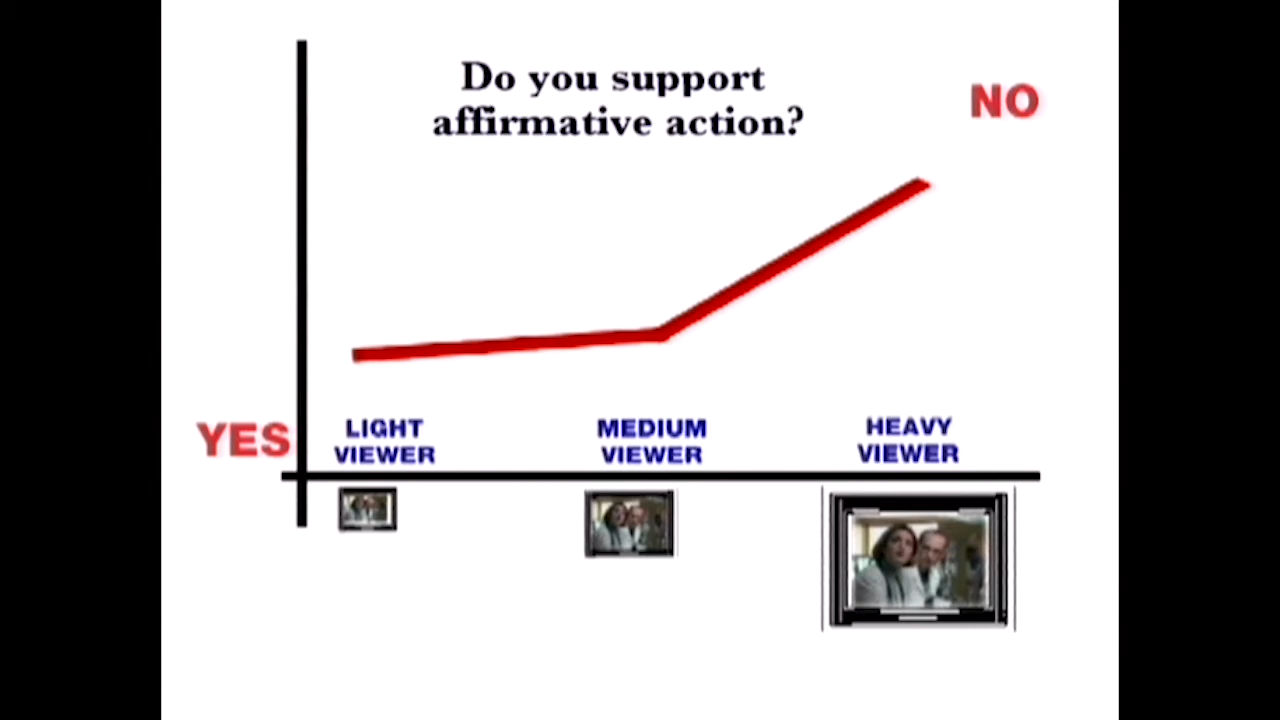 Do you support
affirmative action?
NO
YES
LIGHT
VIEWER
MEDIUM
VIEWER
HEAVY
VIEWER